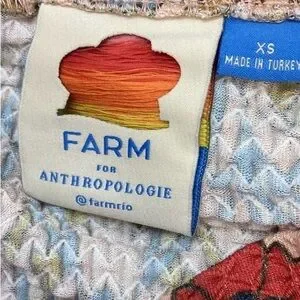 FARM
FOR
ANTHROPOLOGIE
@farmrio
XS
MADE IN TURKEY